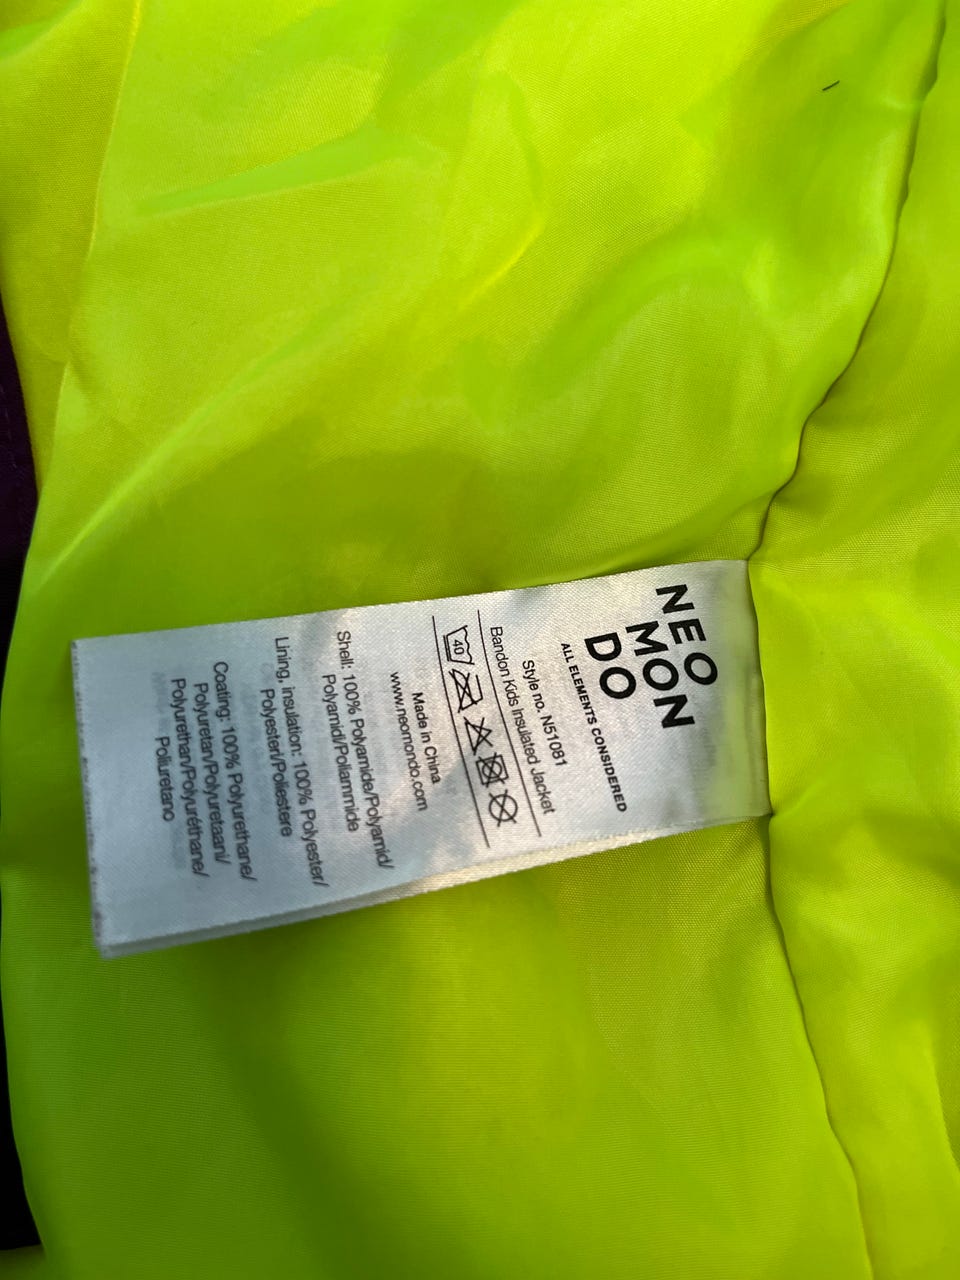 NEO
MON
DO
ALL ELEMENTS CONSIDERED
Style no. N51081
Bandon Kids Insulated Jacket
40
Made in China
www.neomondo.com
Shell: 100% Polyamide/Polyamid/
Polyamidi/Poliammide
Lining, insulation: 100% Polyester/
Polyesteri/Poliestere
Coating: 100% Polyurethane/
Polyuretan/Polyuretaani/
Polyurethan/Polyuréthane/
Poliuretano